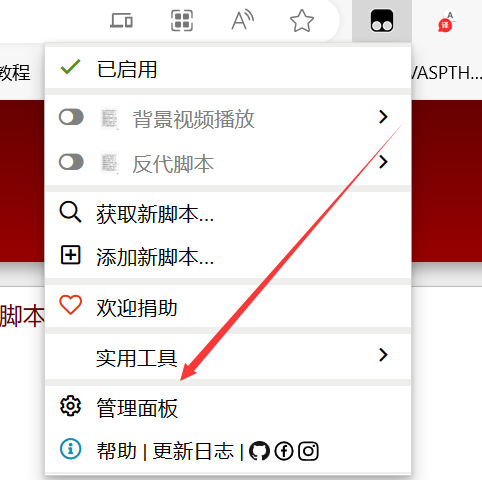 教程
VASPTH...
已启用
背景视频播放
反代脚本
获取新脚本...
添加新脚本...
欢迎捐助
脚本
实用工具
管理面板
帮助 | 更新日志 |